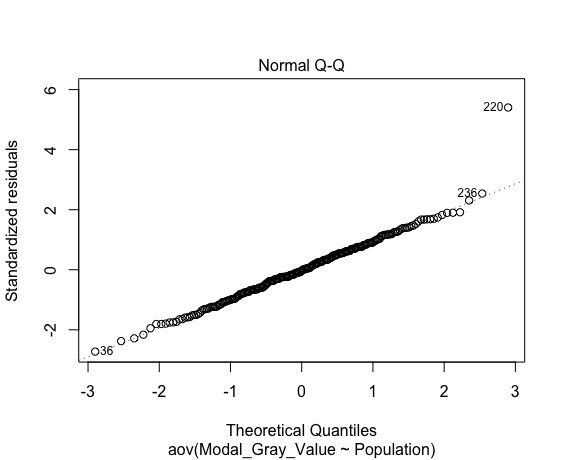 Normal Q-Q
6
4
2
0
-2
Standardized residuals
220
236
36
-3 -2 -1 0 1 2 3
Theoretical Quantiles
aov(Modal_Gray_Value ~ Population)